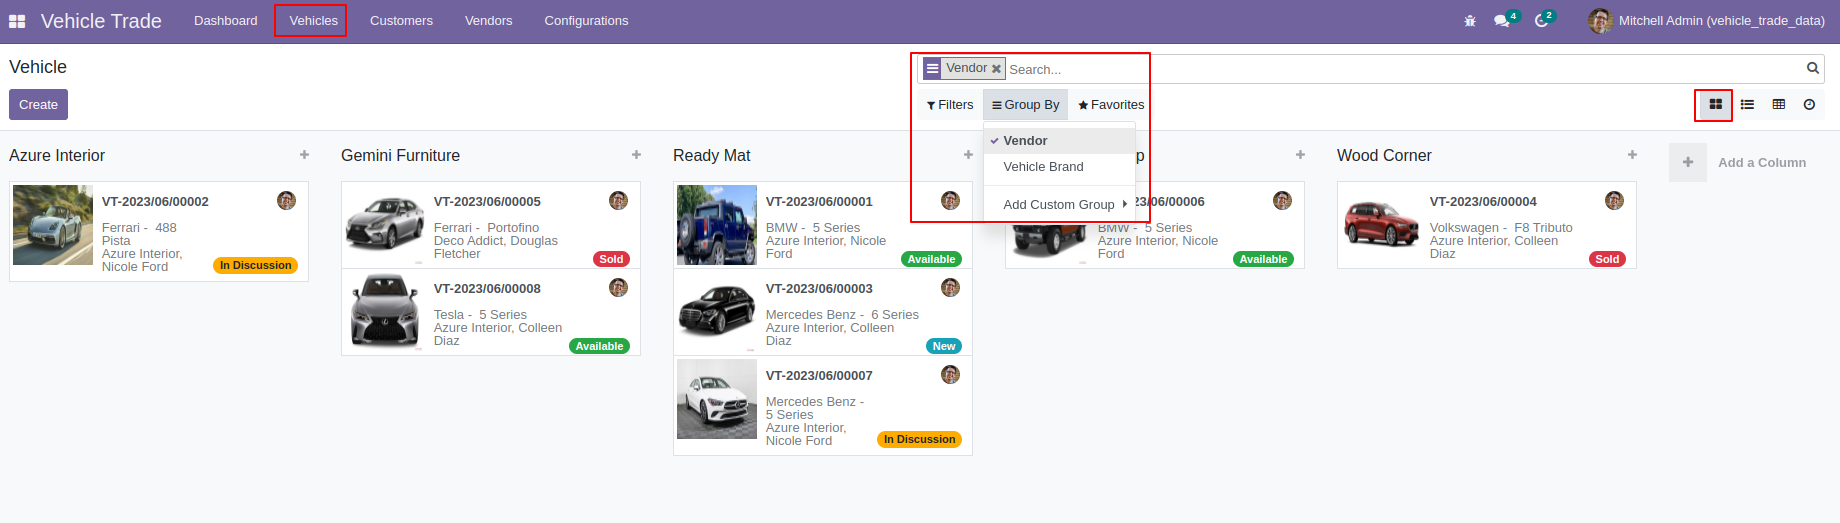 Vehicle Trade
Dashboard
Vehicles
Customers
Vendors
Configurations
4
2
Mitchell Admin (vehicle_trade_data)
Vehicle
Vendor
Search...
Create
Filters
Group By
Favorites
Vendor
Vehicle Brand
Add Custom Group
Azure Interior
VT-2023/06/00002
Ferrari - 488
Pista
Azure Interior,
Nicole Ford
In Discussion
Gemini Furniture
VT-2023/06/00005
Ferrari - Portofino
Deco Addict, Douglas
Fletcher
Sold
VT-2023/06/00008
Tesla - 5 Series
Azure Interior, Colleen
Diaz
Available
Ready Mat
VT-2023/06/00001
BMW - 5 Series
Azure Interior, Nicole
Ford
Available
VT-2023/06/00003
Mercedes Benz - 6 Series
Azure Interior, Colleen
Diaz
New
VT-2023/06/00007
Mercedes Benz -
5 Series
Azure Interior,
Nicole Ford
In Discussion
p
3/06/00006
BMW - 5 Series
Azure Interior, Nicole
Ford
Available
Wood Corner
VT-2023/06/00004
Volkswagen - F8 Tributo
Azure Interior, Colleen
Diaz
Sold
Add a Column